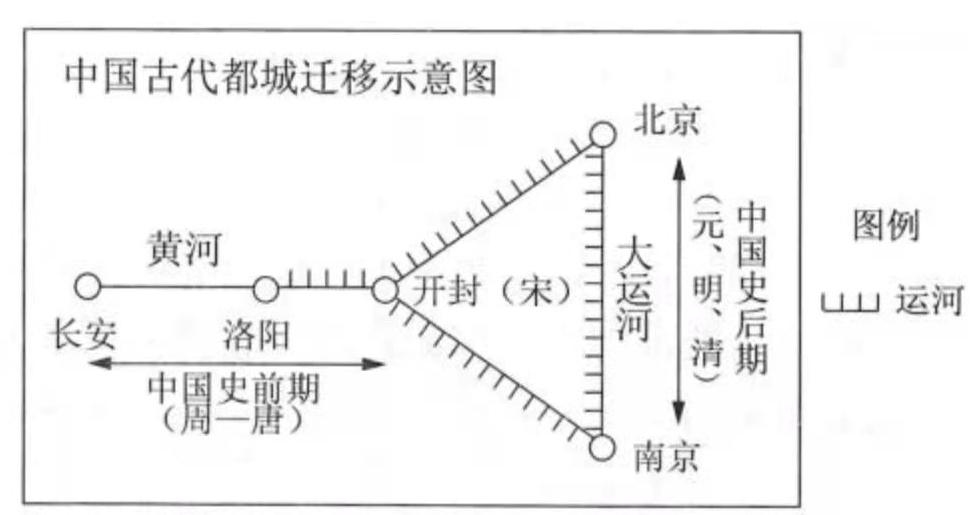 中国古代都城迁移示意图
北京
黄河
开封（宋）
大运河
（元、明、清）
中国史后期
长安
洛阳
中国史前期
（周—唐）
南京
图例
运河